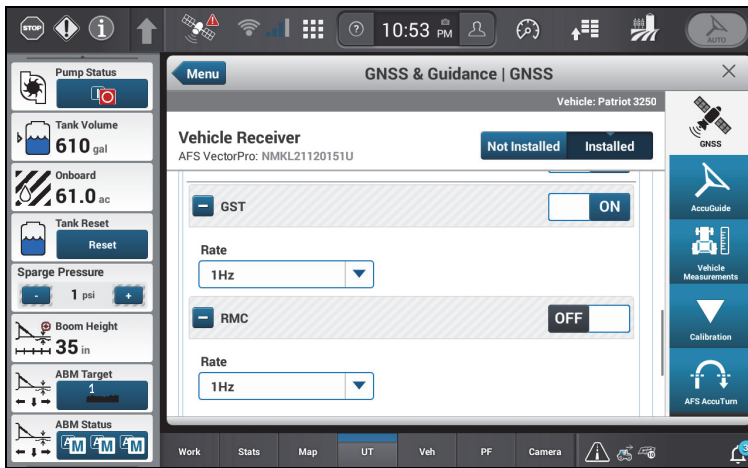 STOP
10:53 PM
AUTO
Pump Status
Tank Volume
610 gal
Onboard
61.0 ac
Tank Reset
Reset
Sparge Pressure
- 1 psi +
Boom Height
35 in
ABM Target
1
ABM Status
AM AM AM
Menu
GNSS & Guidance | GNSS
Vehicle: Patriot 3250
Vehicle Receiver
AFS VectorPro: NMKL21120151U
Not Installed Installed
GST
ON
Rate
1Hz
RMC
OFF
Rate
1Hz
GNSS
AccuGuide
Vehicle
Measurements
Calibration
AFS AccuTurn
Work Stats Map UT Veh PF Camera